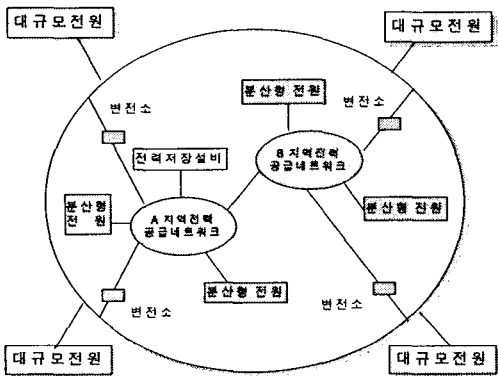 대규모전원
대규모전원
분산형 전원
변전소
변전소
전력저장설비
B 지역전력
공급네트워크
분산형
전 원
A 지역전력
공급네트워크
분산형 전원
분산형 전원
변전소
변전소
대규모전원
대규모전원